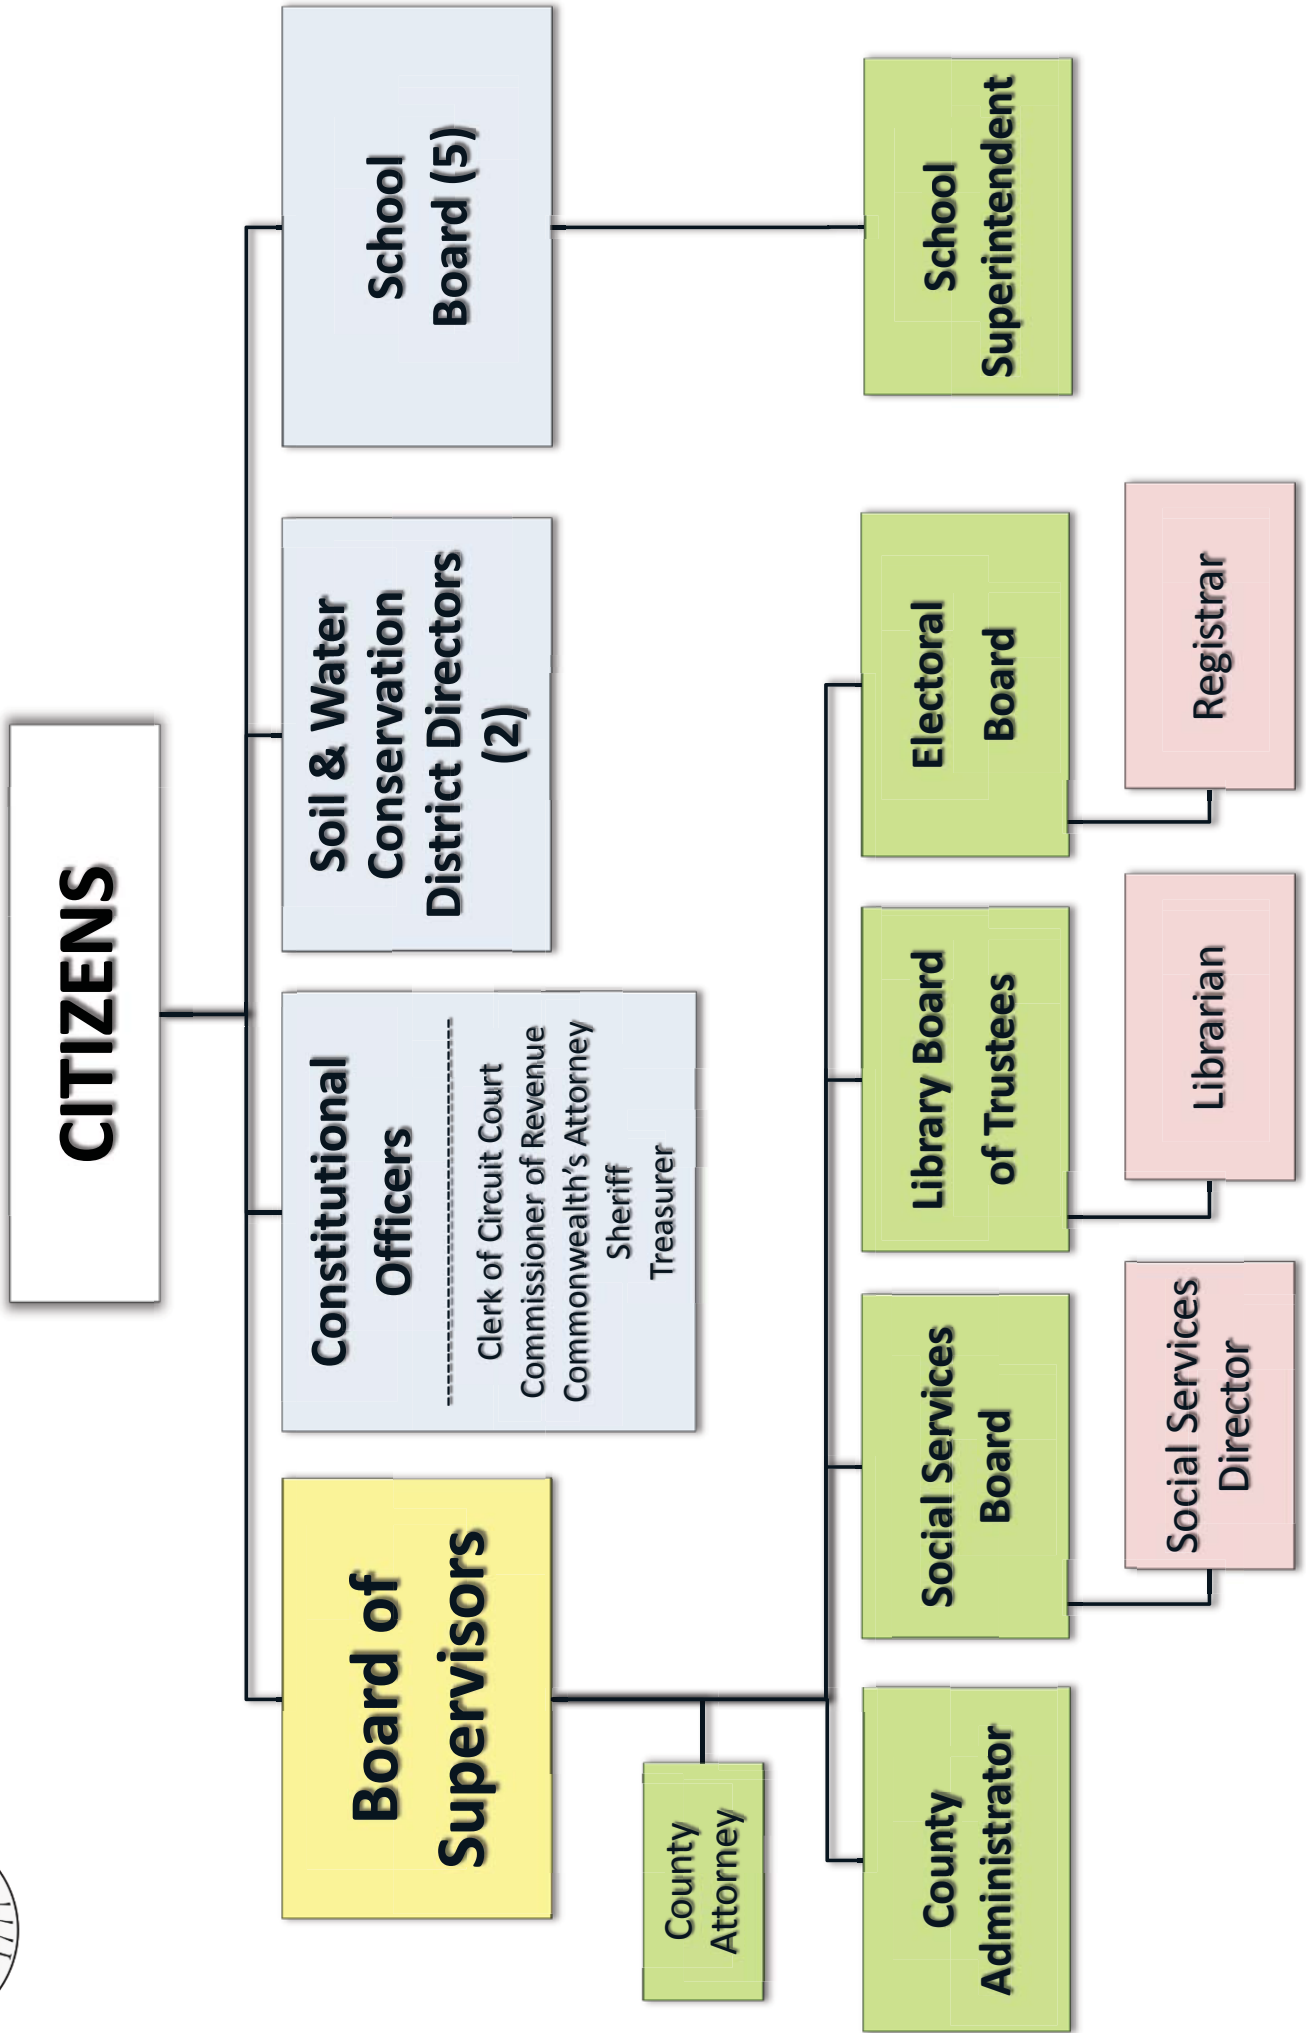 CITIZENS
Board of
Supervisors
Constitutional
Officers
Clerk of Circuit Court
Commissioner of Revenue
Commonwealth’s Attorney
Sheriff
Treasurer
Soil & Water
Conservation
District Directors
(2)
School
Board (5)
County
Attorney
County
Administrator
Social Services
Board
Library Board
of Trustees
Electoral
Board
School
Superintendent
Social Services
Director
Librarian
Registrar